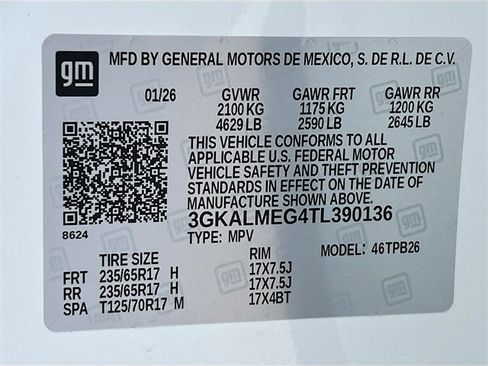 gm MFD BY GENERAL MOTORS DE MEXICO, S. DE R.L. DE C.V.
01/26 GVWR GAWR FRT GAWR RR
2100 KG 1175 KG 1200 KG
4629 LB 2590 LB 2645 LB
THIS VEHICLE CONFORMS TO ALL
APPLICABLE U.S. FEDERAL MOTOR
VEHICLE SAFETY AND THEFT PREVENTION
STANDARDS IN EFFECT ON THE DATE OF
MANUFACTURE SHOWN ABOVE.
3GKALMEG4TL390136
8624 TYPE: MPV MODEL: 46TPB26
TIRE SIZE RIM
FRT 235/65R17 H 17X7.5J
RR 235/65R17 H 17X7.5J
SPA T125/70R17 M 17X4BT